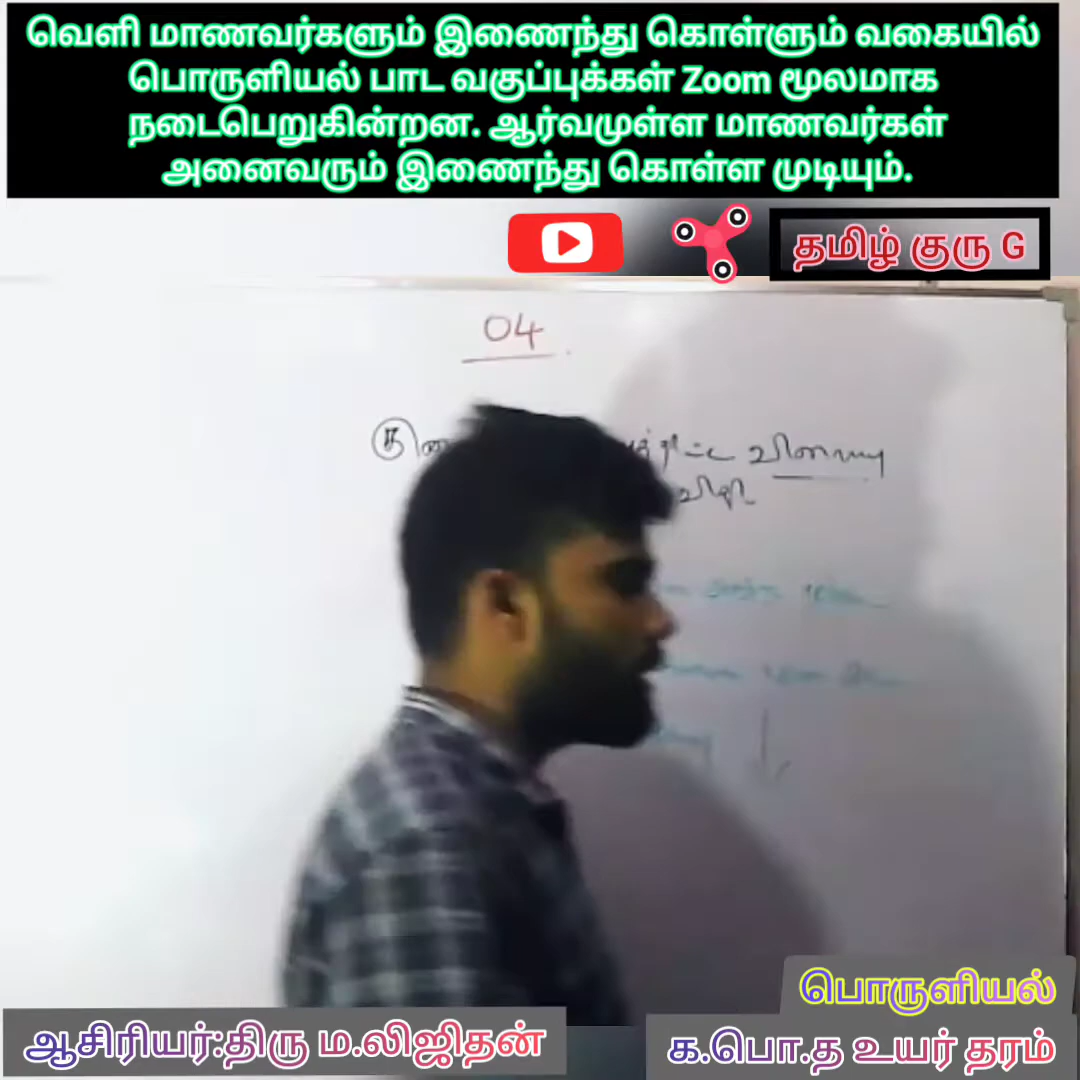 வெளி மாணவர்களும் இணைந்து கொள்ளும் வகையில்
பொருளியல் பாட வகுப்புக்கள் Zoom மூலமாக
நடைபெறுகின்றன. ஆர்வமுள்ள மாணவர்கள்
அனைவரும் இணைந்து கொள்ள முடியும்.
தமிழ் குரு G
04
விளைவு
விதி
பொருளியல்
ஆசிரியர்:திரு ம.லிஜிதன்
க.பொ.த உயர் தரம்